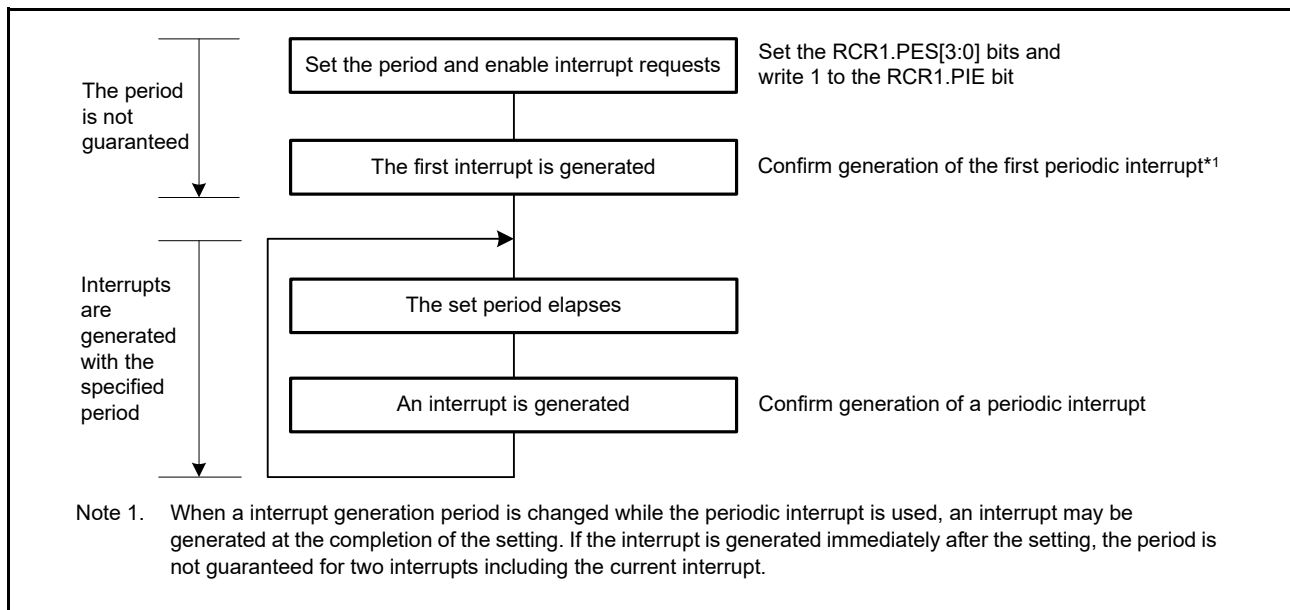 Set the period and enable interrupt requests
Set the RCR1.PES[3:0] bits and
write 1 to the RCR1.PIE bit
The period
is not
guaranteed
The first interrupt is generated
Confirm generation of the first periodic interrupt*1
Interrupts
are
generated
with the
specified
period
The set period elapses
An interrupt is generated
Confirm generation of a periodic interrupt
Note 1. When a interrupt generation period is changed while the periodic interrupt is used, an interrupt may be
generated at the completion of the setting. If the interrupt is generated immediately after the setting, the period is
not guaranteed for two interrupts including the current interrupt.